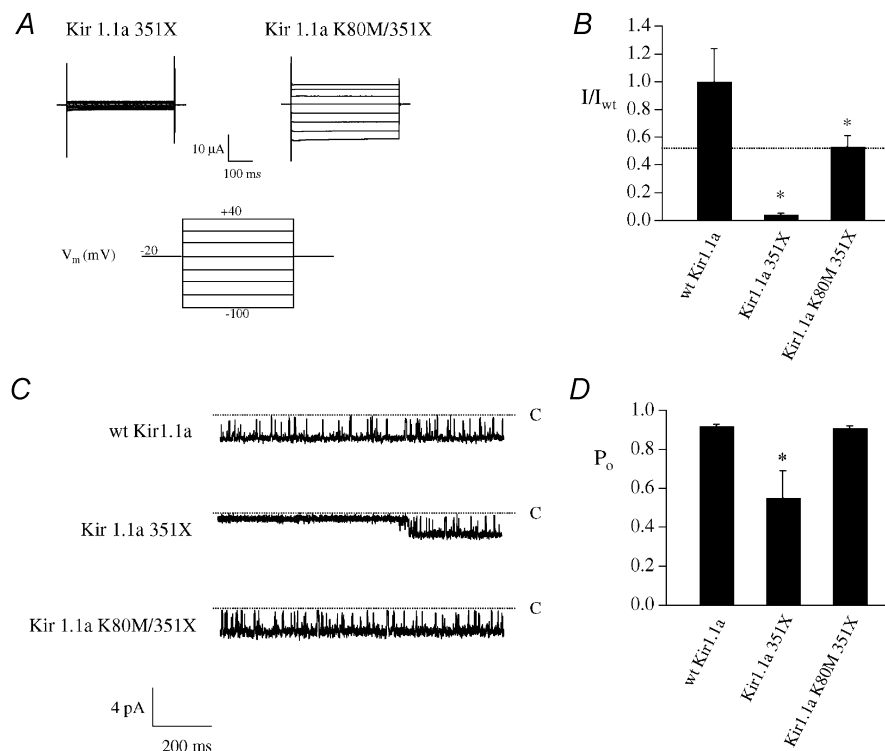 A
Kir 1.1a 351X
Kir 1.1a K80M/351X
10 µA
100 ms
+40
-20
Vm (mV)
-100
B
I/Iwt
1.4
1.2
1.0
0.8
0.6
0.4
0.2
0.0
*
*
wt Kir1.1a
Kir1.1a 351X
Kir1.1a K80M 351X
C
wt Kir1.1a
C
Kir 1.1a 351X
C
Kir 1.1a K80M/351X
C
4 pA
200 ms
D
Po
1.0
0.8
0.6
0.4
0.2
0.0
*
wt Kir1.1a
Kir1.1a 351X
Kir1.1a K80M 351X